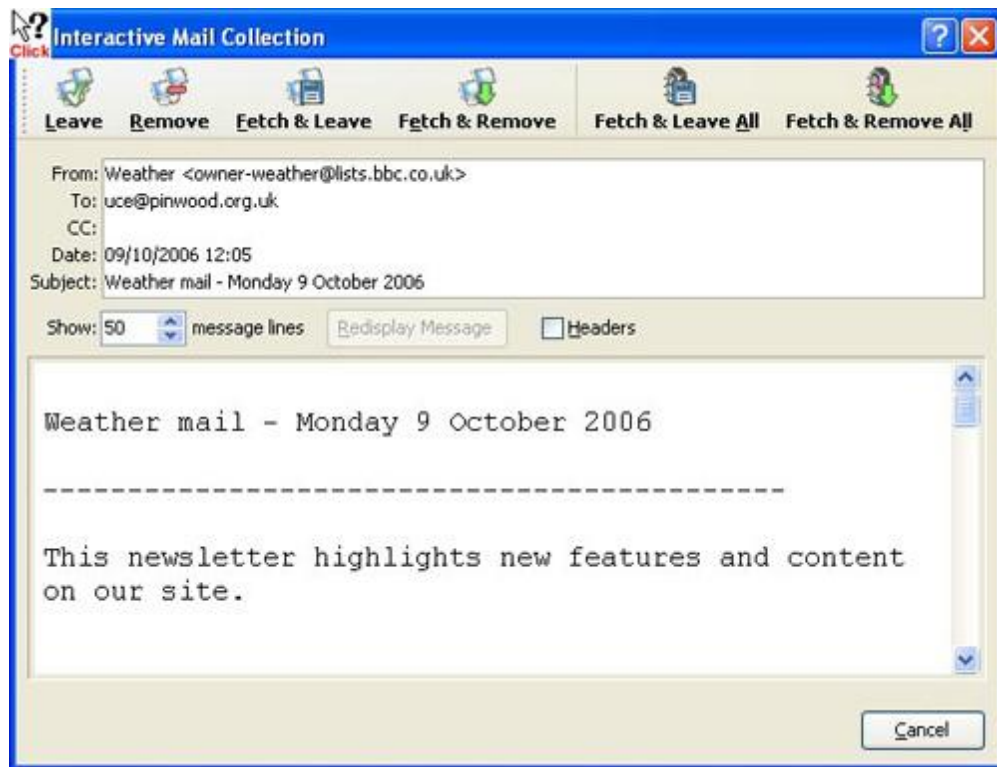 Click
Interactive Mail Collection
Leave Remove Fetch & Leave Fetch & Remove Fetch & Leave All Fetch & Remove All
From: Weather <owner-weather@lists.bbc.co.uk>
To: uce@pinwood.org.uk
CC:
Date: 09/10/2006 12:05
Subject: Weather mail - Monday 9 October 2006
Show: 50 message lines Redisplay Message Headers
Weather mail - Monday 9 October 2006
---------------------------------------------
This newsletter highlights new features and content
on our site.
Cancel